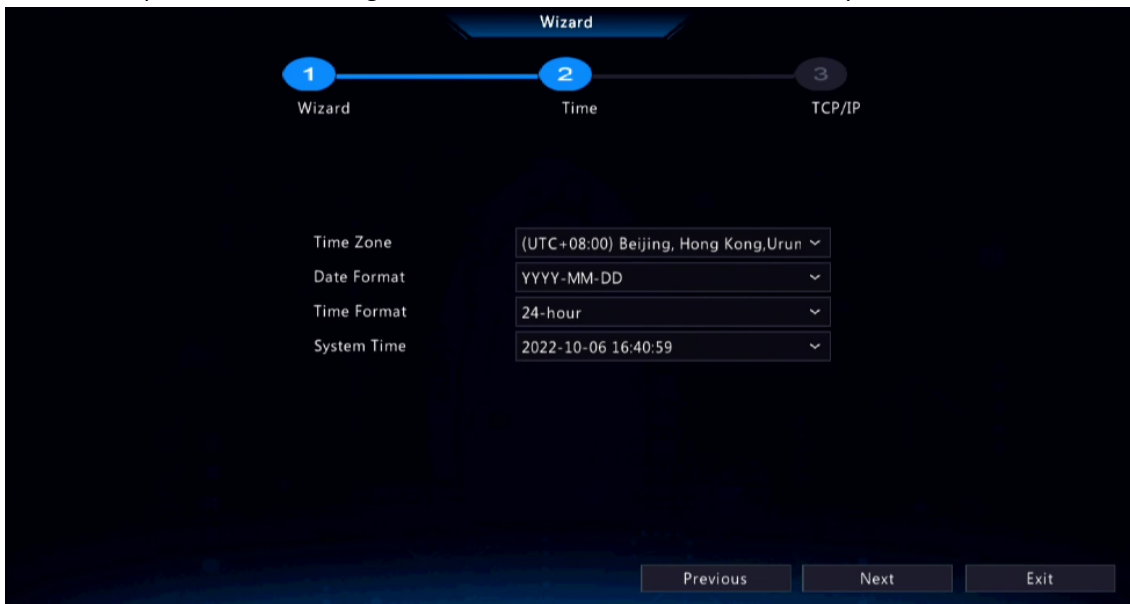 Wizard
1 2 3
Wizard Time TCP/IP
Time Zone (UTC+08:00) Beijing, Hong Kong,Urun
Date Format YYYY-MM-DD
Time Format 24-hour
System Time 2022-10-06 16:40:59
Previous Next Exit